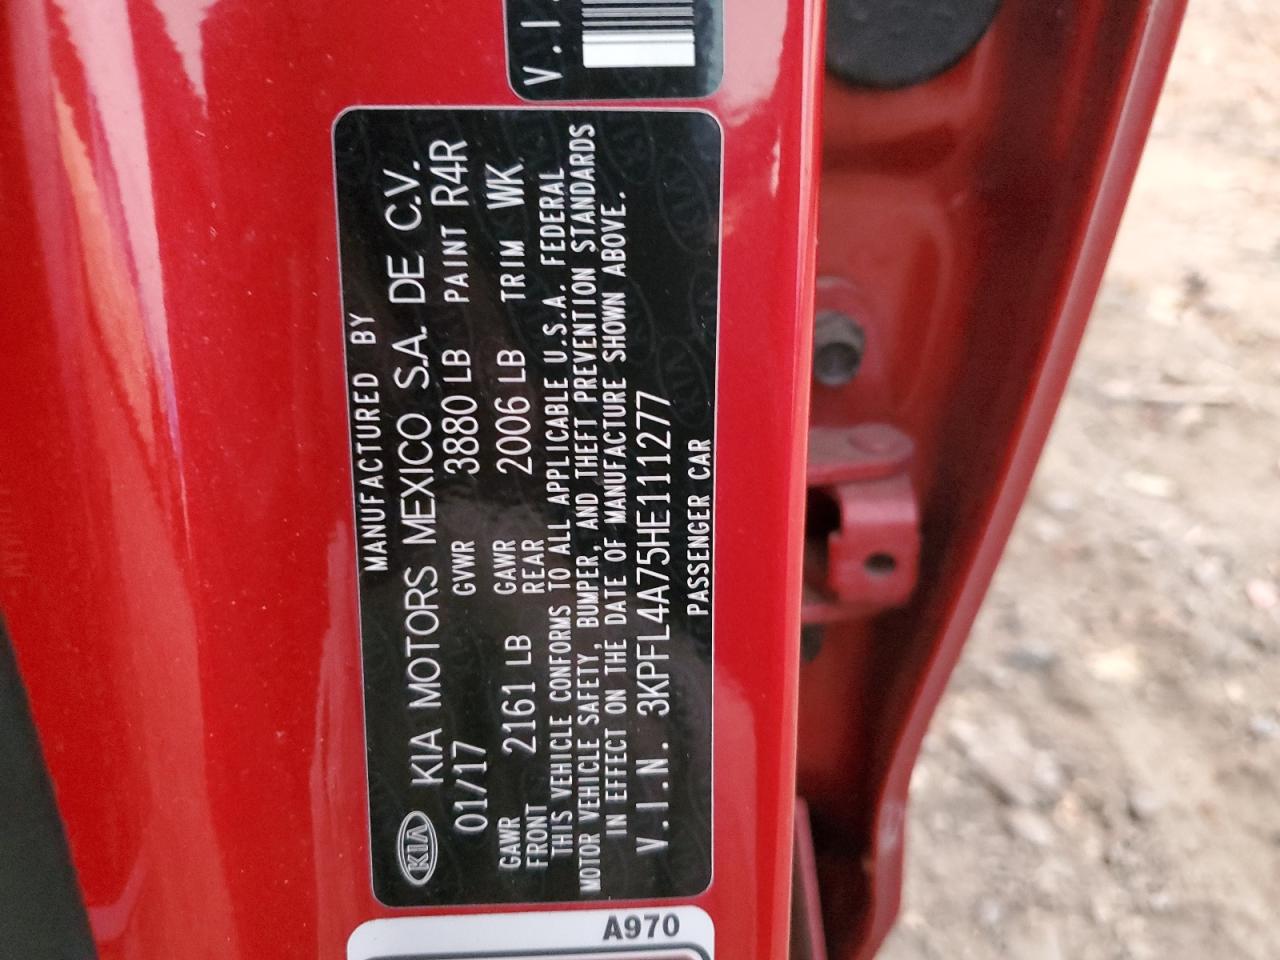 V.I.
MANUFACTURED BY
KIA KIA MOTORS MEXICO S.A. DE C.V.
01/17 GVWR 3880 LB PAINT R4R
GAWR FRONT 2161 LB GAWR REAR 2006 LB TRIM WK
THIS VEHICLE CONFORMS TO ALL APPLICABLE U.S.A. FEDERAL
MOTOR VEHICLE SAFETY, BUMPER, AND THEFT PREVENTION STANDARDS
IN EFFECT ON THE DATE OF MANUFACTURE SHOWN ABOVE.
V.I.N. 3KPFL4A75HE111277
PASSENGER CAR
A970